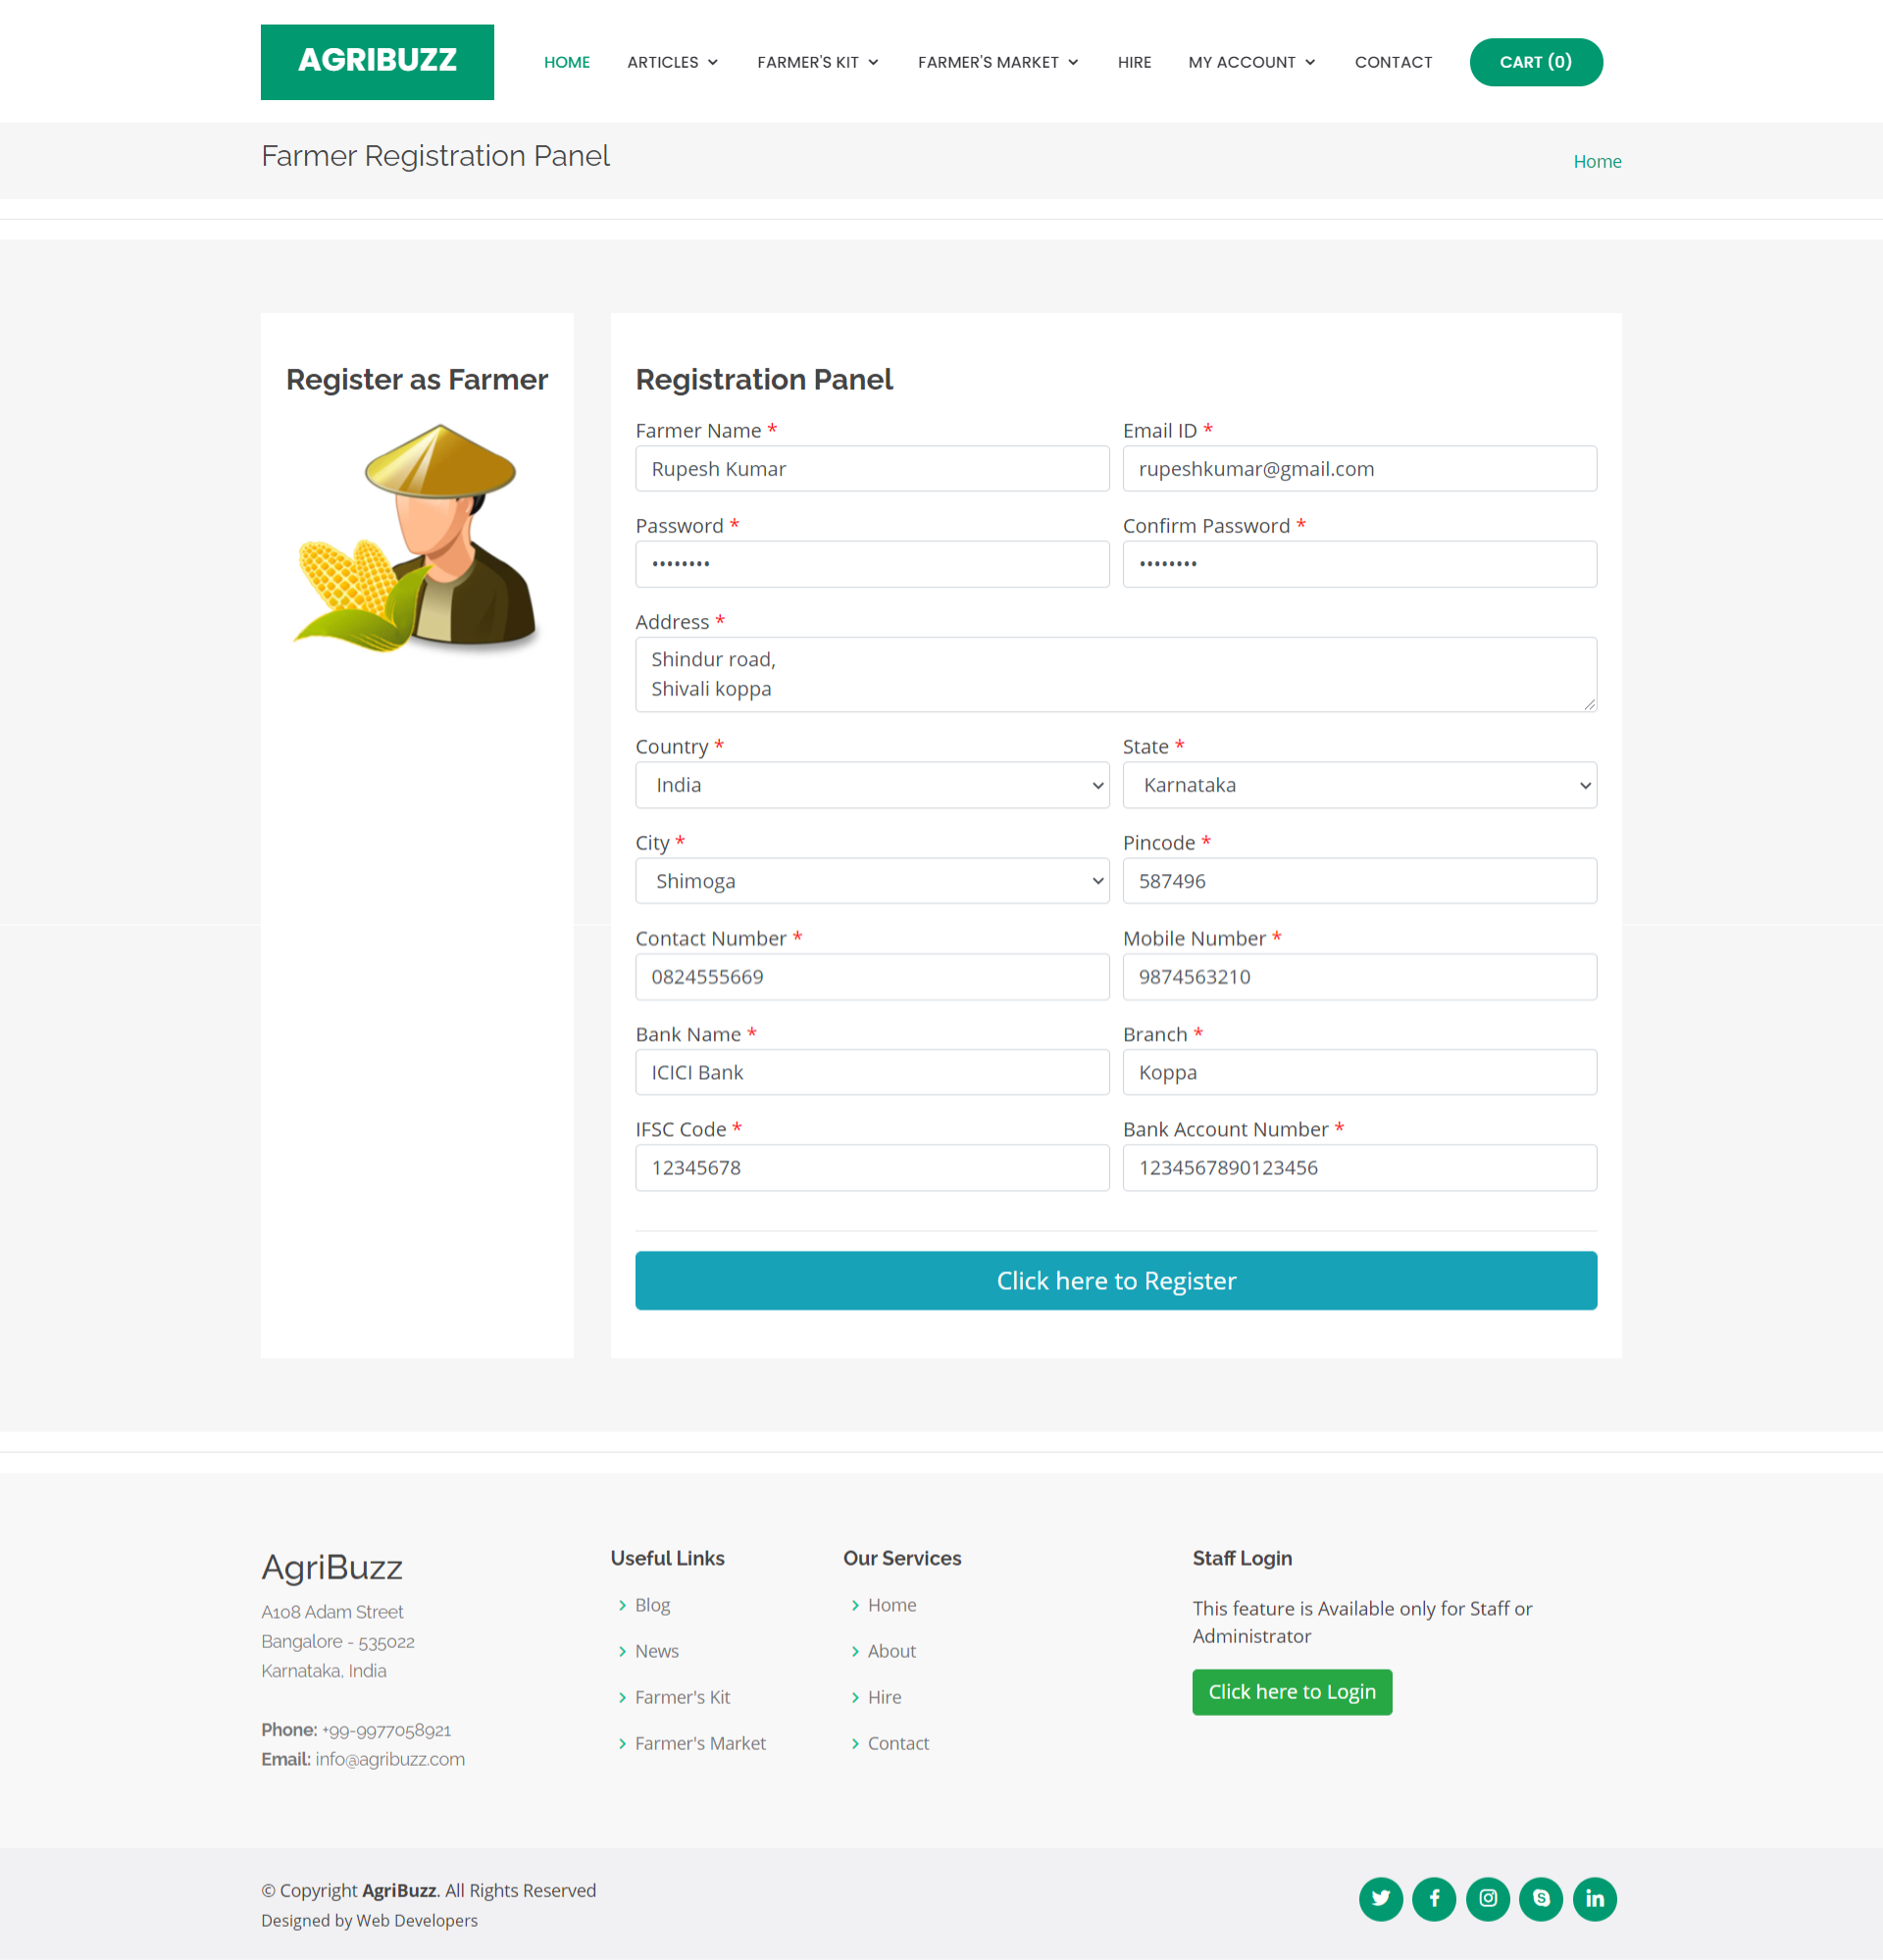 AGRIBUZZ
HOME ARTICLES FARMER'S KIT FARMER'S MARKET HIRE MY ACCOUNT CONTACT CART (0)
Farmer Registration Panel
Home
Register as Farmer
Registration Panel
Farmer Name * Email ID *
Rupesh Kumar rupeshkumar@gmail.com
Password * Confirm Password *
•••••••• ••••••••
Address *
Shindur road,
Shivali koppa
Country * State *
India Karnataka
City * Pincode *
Shimoga 587496
Contact Number * Mobile Number *
0824555669 9874563210
Bank Name * Branch *
ICICI Bank Koppa
IFSC Code * Bank Account Number *
12345678 1234567890123456
Click here to Register
AgriBuzz
A108 Adam Street
Bangalore - 535022
Karnataka, India
Phone: +99-9977058921
Email: info@agribuzz.com
Useful Links
Blog
News
Farmer's Kit
Farmer's Market
Our Services
Home
About
Hire
Contact
Staff Login
This feature is Available only for Staff or
Administrator
Click here to Login
© Copyright AgriBuzz. All Rights Reserved
Designed by Web Developers